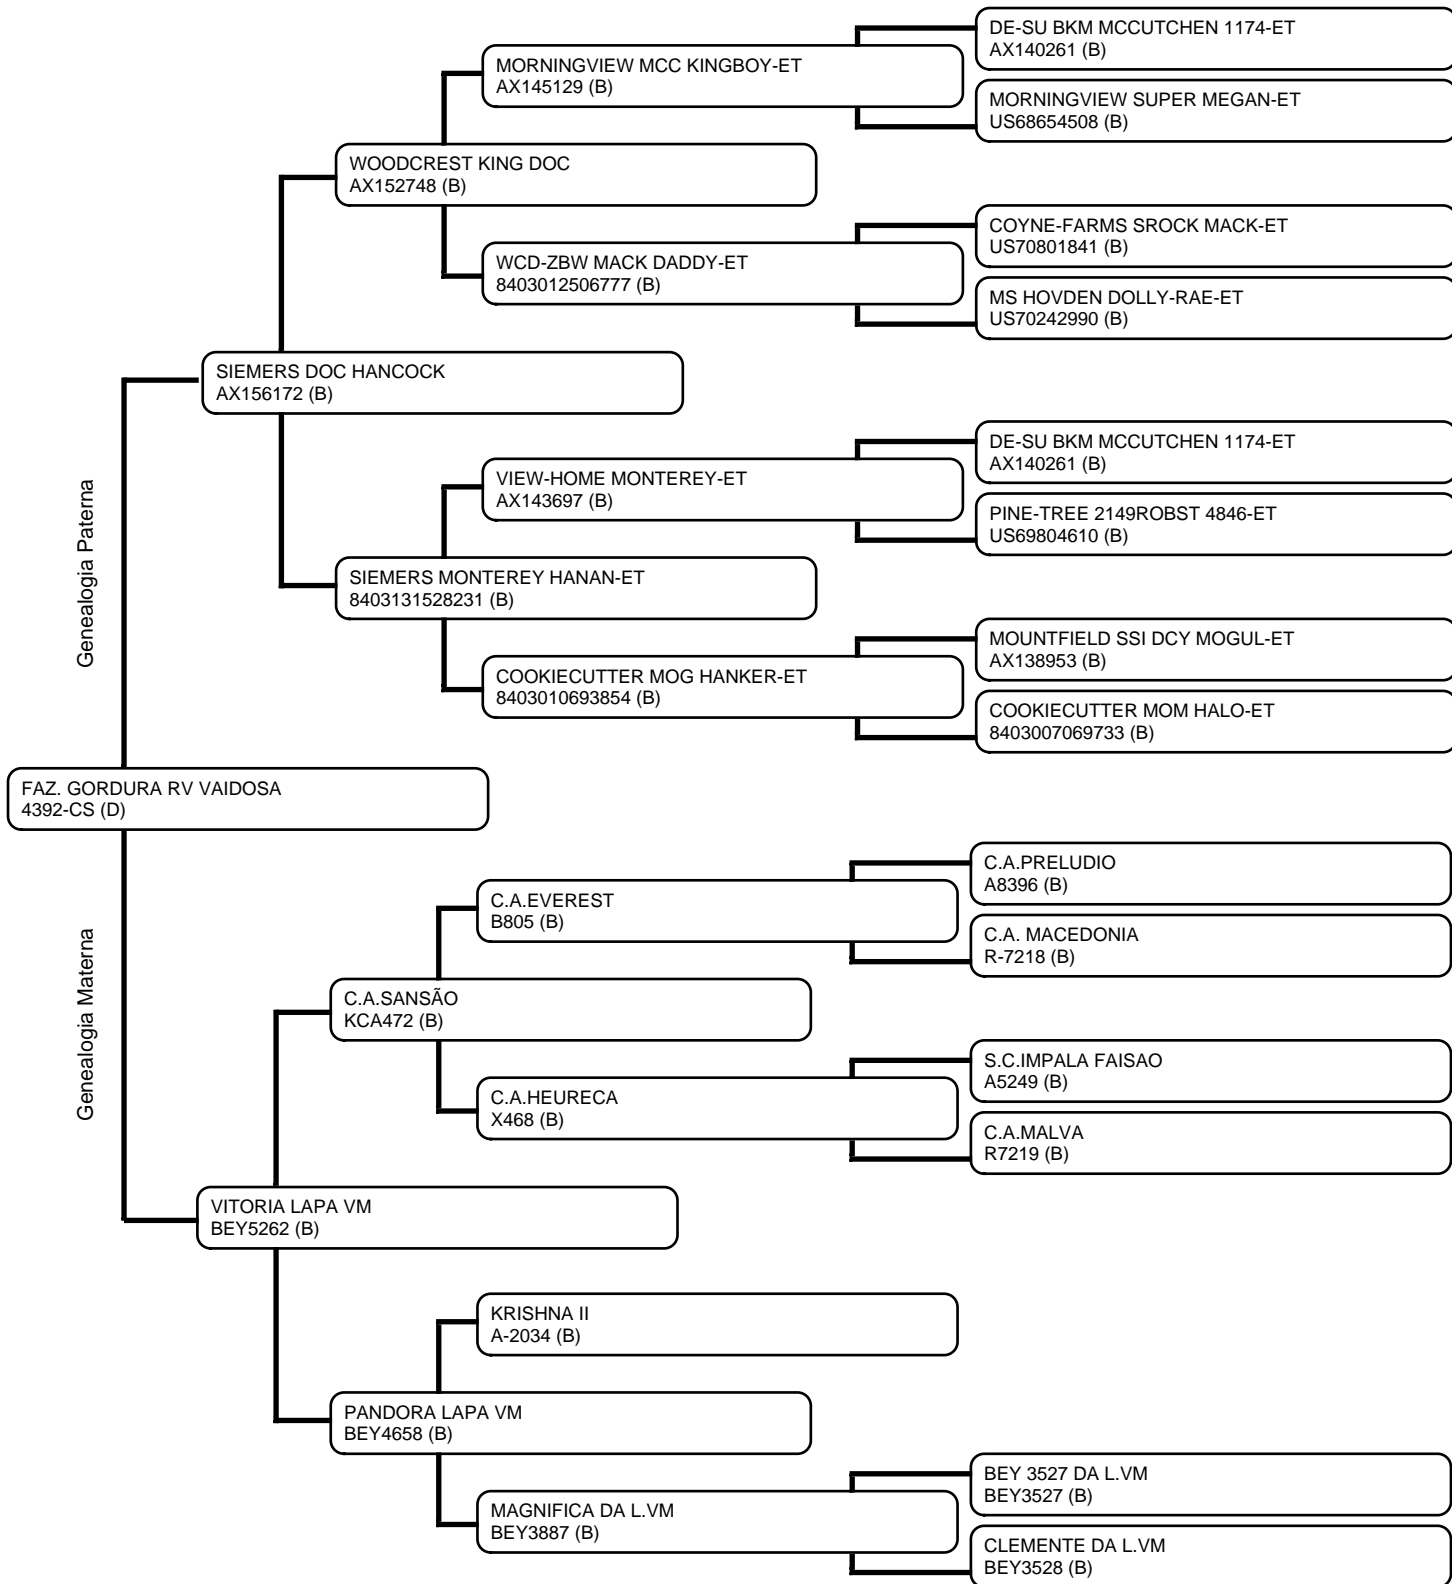 DE-SU BKM MCCUTCHEN 1174-ET
AX140261 (B)
MORNINGVIEW MCC KINGBOY-ET
AX145129 (B)
MORNINGVIEW SUPER MEGAN-ET
US68654508 (B)
WOODCREST KING DOC
AX152748 (B)
COYNE-FARMS SROCK MACK-ET
US70801841 (B)
WCD-ZBW MACK DADDY-ET
8403012506777 (B)
MS HOVDEN DOLLY-RAE-ET
US70242990 (B)
SIEMERS DOC HANCOCK
AX156172 (B)
DE-SU BKM MCCUTCHEN 1174-ET
AX140261 (B)
VIEW-HOME MONTEREY-ET
AX143697 (B)
PINE-TREE 2149ROBST 4846-ET
US69804610 (B)
Genealogia Paterna
SIEMERS MONTEREY HANAN-ET
8403131528231 (B)
MOUNTFIELD SSI DCY MOGUL-ET
AX138953 (B)
COOKIECUTTER MOG HANKER-ET
8403010693854 (B)
COOKIECUTTER MOM HALO-ET
8403007069733 (B)
FAZ. GORDURA RV VAIDOSA
4392-CS (D)
C.A.PRELUDIO
A8396 (B)
C.A.EVEREST
B805 (B)
C.A. MACEDONIA
R-7218 (B)
Genealogia Materna
C.A.SANSÃO
KCA472 (B)
S.C.IMPALA FAISAO
A5249 (B)
C.A.HEURECA
X468 (B)
C.A.MALVA
R7219 (B)
VITORIA LAPA VM
BEY5262 (B)
KRISHNA II
A-2034 (B)
PANDORA LAPA VM
BEY4658 (B)
BEY 3527 DA L.VM
BEY3527 (B)
MAGNIFICA DA L.VM
BEY3887 (B)
CLEMENTE DA L.VM
BEY3528 (B)